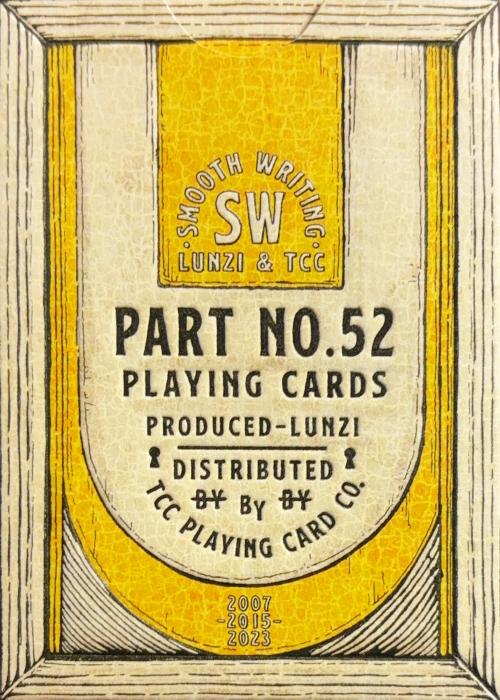 ·SMOOTH WRITING·
SW
LUNZI & TCC
PART NO.52
PLAYING CARDS
PRODUCED-LUNZI
DISTRIBUTED
BY BY BY
TCC PLAYING CARD CO.
2007
-2015-
2023